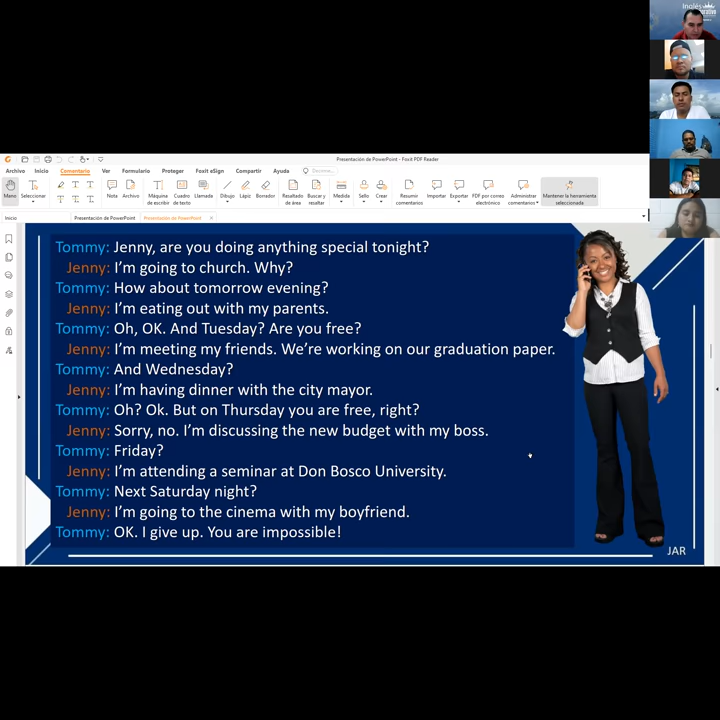 Inglés
Presentación de PowerPoint - Foxit PDF Reader
Archivo Inicio Comentario Ver Formulario Proteger Foxit eSign Compartir Ayuda
Mano Seleccionar Nota Archivo Máquina de escribir Cuadro de texto Llamada Dibujo Lápiz Borrador Resaltado de área Buscar y resaltar Medida Sello Crear Resumir comentarios Importar Exportar PDF por correo electrónico Administrar comentarios Mantener la herramienta seleccionada
Inicio Presentación de PowerPoint Presentación de PowerPoint
Tommy: Jenny, are you doing anything special tonight?
Jenny: I'm going to church. Why?
Tommy: How about tomorrow evening?
Jenny: I'm eating out with my parents.
Tommy: Oh, OK. And Tuesday? Are you free?
Jenny: I'm meeting my friends. We're working on our graduation paper.
Tommy: And Wednesday?
Jenny: I'm having dinner with the city mayor.
Tommy: Oh? Ok. But on Thursday you are free, right?
Jenny: Sorry, no. I'm discussing the new budget with my boss.
Tommy: Friday?
Jenny: I'm attending a seminar at Don Bosco University.
Tommy: Next Saturday night?
Jenny: I'm going to the cinema with my boyfriend.
Tommy: OK. I give up. You are impossible!
JAR